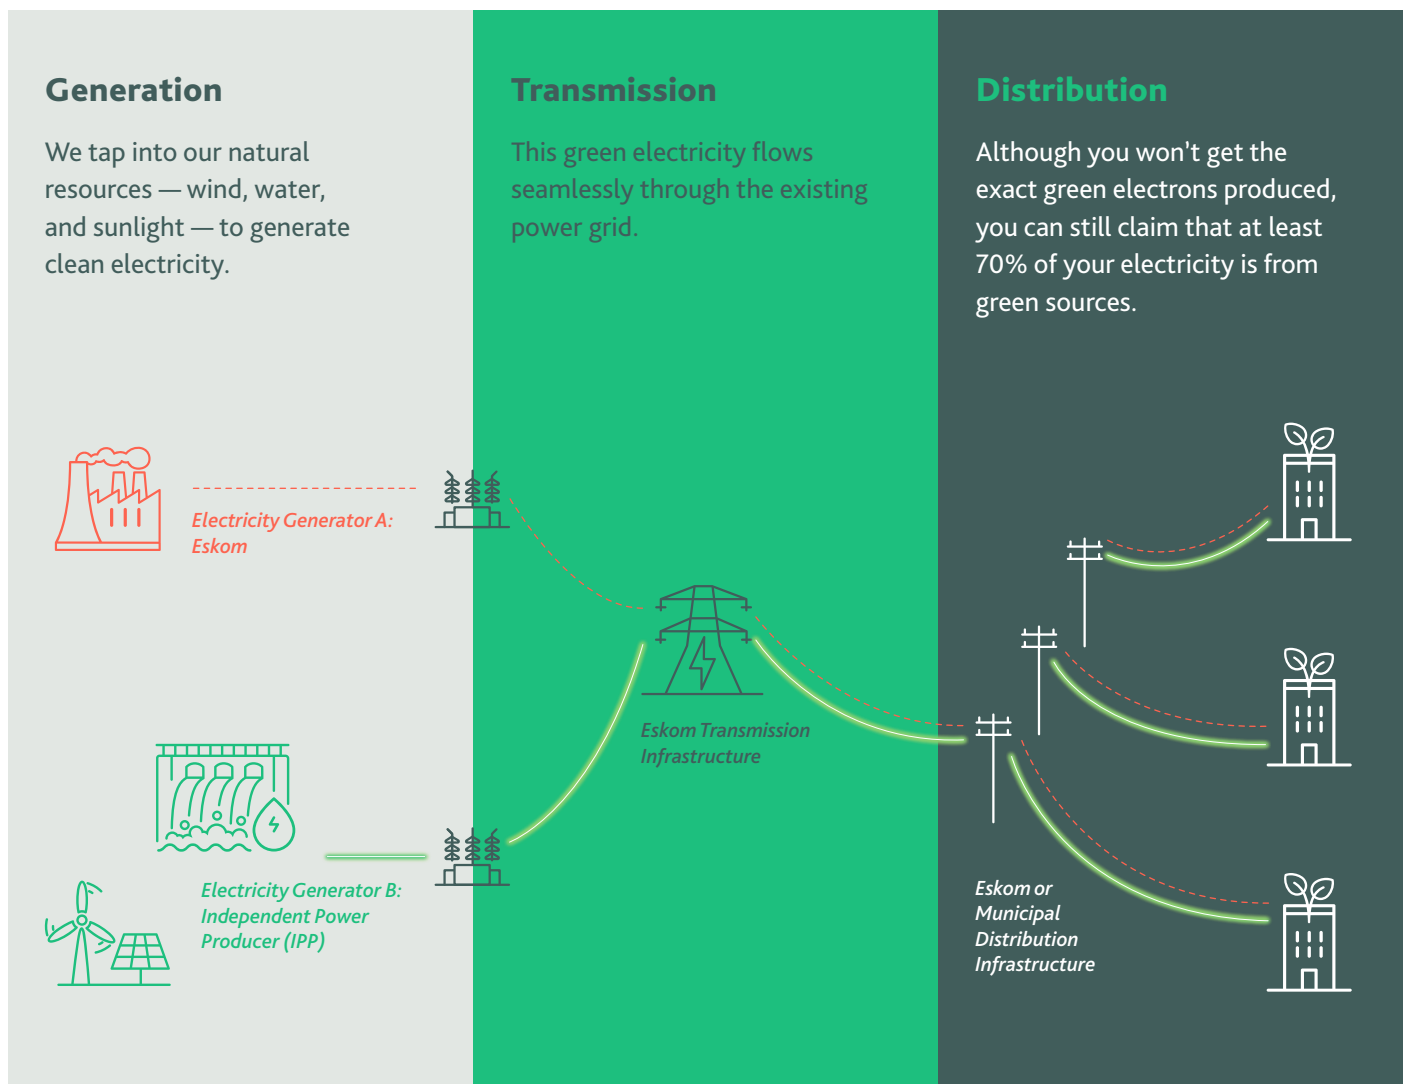 Generation
We tap into our natural
resources — wind, water,
and sunlight — to generate
clean electricity.
Transmission
This green electricity flows
seamlessly through the existing
power grid.
Distribution
Although you won’t get the
exact green electrons produced,
you can still claim that at least
70% of your electricity is from
green sources.
Electricity Generator A:
Eskom
Electricity Generator B:
Independent Power
Producer (IPP)
Eskom Transmission
Infrastructure
Eskom or
Municipal
Distribution
Infrastructure